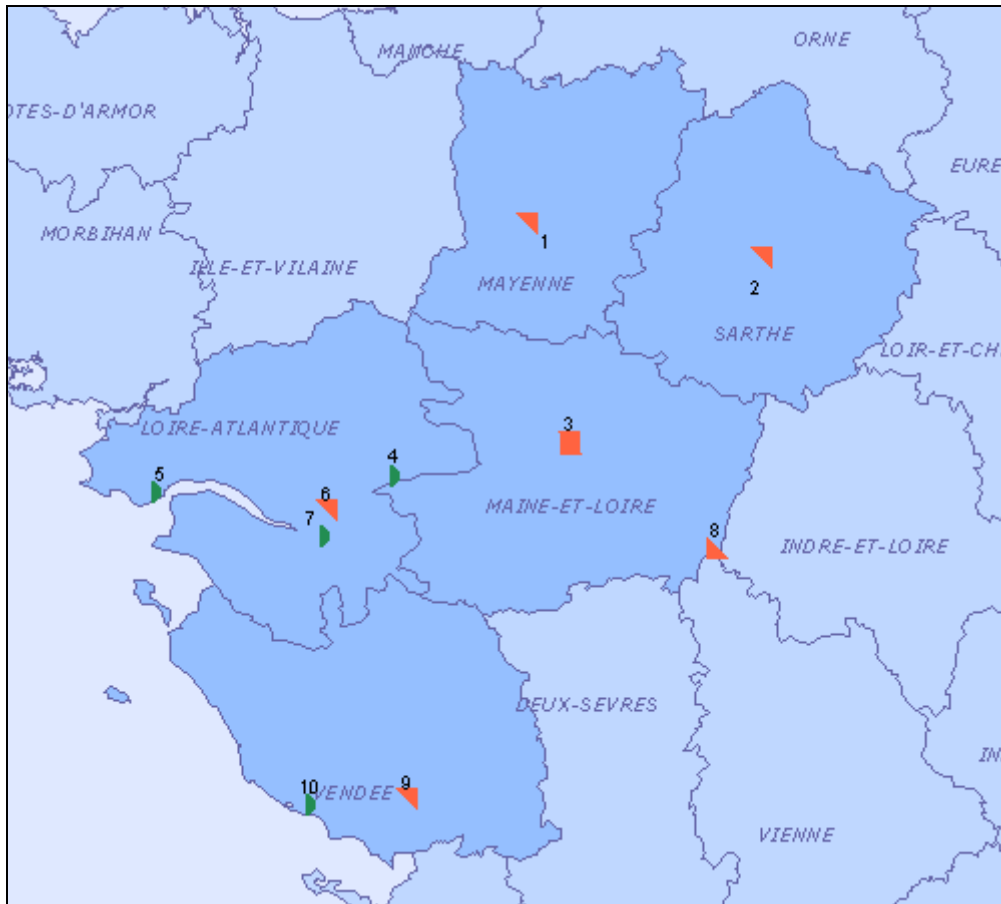 MANCHE
ORNE
OTES-D'ARMOR
EURE
MORBIHAN
ILLE-ET-VILAINE
1
MAYENNE
2
SARTHE
LOIR-ET-CH
LOIRE-ATLANTIQUE
3
4
5
6
MAINE-ET-LOIRE
7
8
INDRE-ET-LOIRE
DEUX-SEVRES
IN
10
VENDEE
9
VIENNE